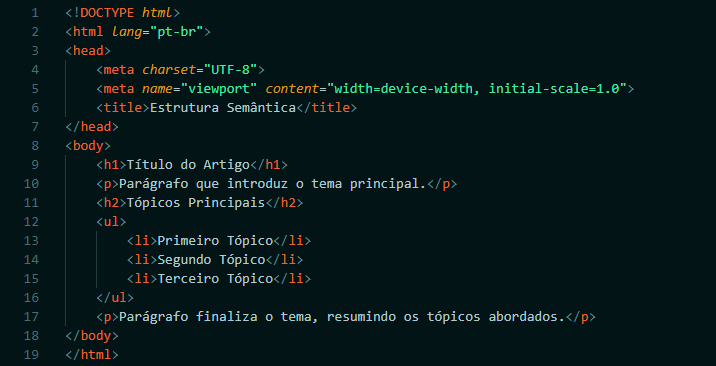 1 <!DOCTYPE html>
2 <html lang="pt-br">
3 <head>
4     <meta charset="UTF-8">
5     <meta name="viewport" content="width=device-width, initial-scale=1.0">
6     <title>Estrutura Semântica</title>
7 </head>
8 <body>
9     <h1>Título do Artigo</h1>
10     <p>Parágrafo que introduz o tema principal.</p>
11     <h2>Tópicos Principais</h2>
12     <ul>
13         <li>Primeiro Tópico</li>
14         <li>Segundo Tópico</li>
15         <li>Terceiro Tópico</li>
16     </ul>
17     <p>Parágrafo finaliza o tema, resumindo os tópicos abordados.</p>
18 </body>
19 </html>